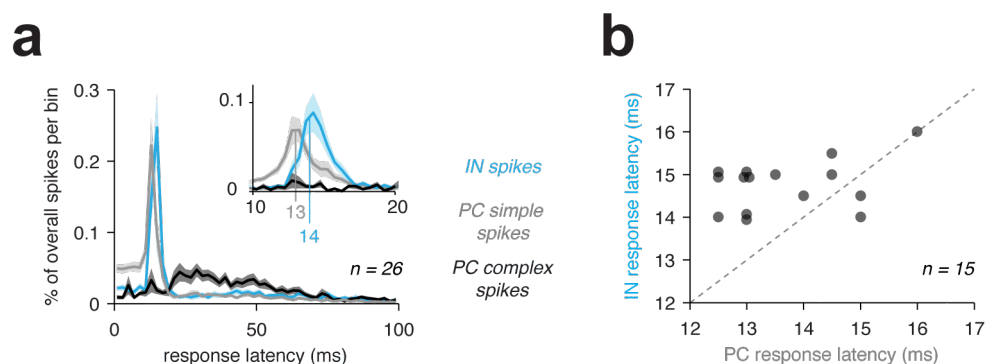 a
% of overall spikes per bin
0.3
0.2
0.1
0
0
50
100
response latency (ms)
0.1
0
10
20
13
14
n = 26
IN spikes
PC simple
spikes
PC complex
spikes
b
IN response latency (ms)
17
16
15
14
13
12
12
13
14
15
16
17
PC response latency (ms)
n = 15